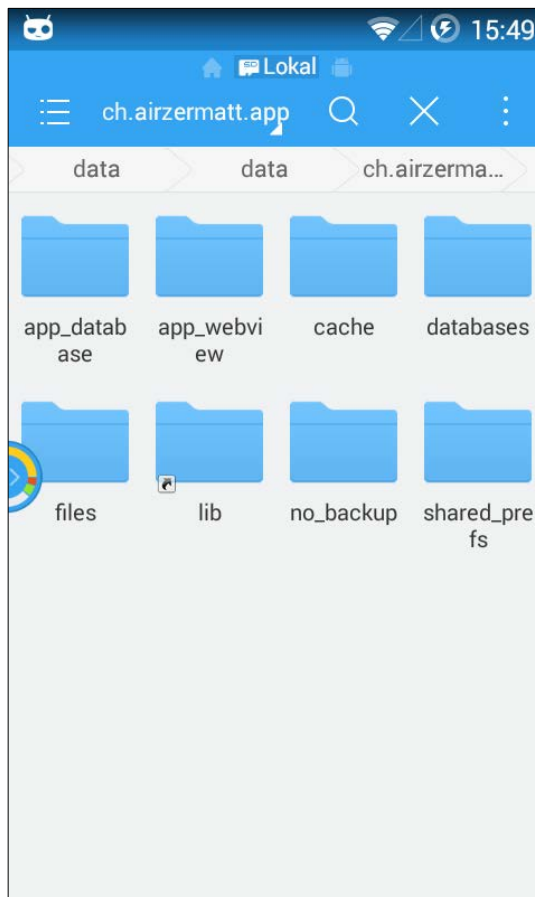 15:49
SD Lokal
ch.airzermatt.app
data data ch.airzerma...
app_datab
ase
app_webvi
ew
cache
databases
files
lib
no_backup
shared_pre
fs